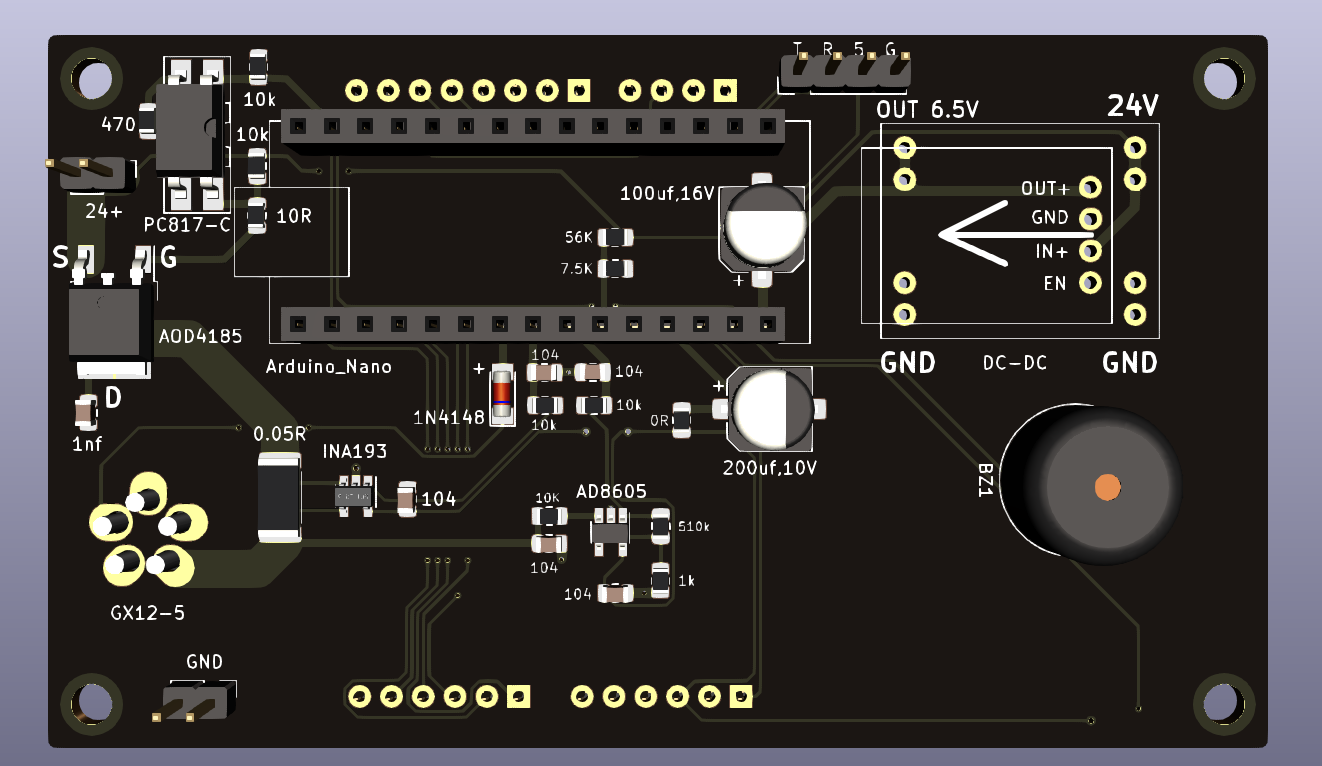 T R 5 G
10k
OUT 6.5V
24V
470
10k
24+
PC817-C
10R
100uf,16V
OUT+
GND
IN+
EN
56K
7.5K
+
S G
AOD4185
D
1nf
Arduino_Nano
+
104
104
1N4148
10k
10k
+
0R
200uf,10V
GND
DC-DC
GND
0.05R
INA193
104
BZ1
AD8605
10K
510k
104
1k
104
GX12-5
GND